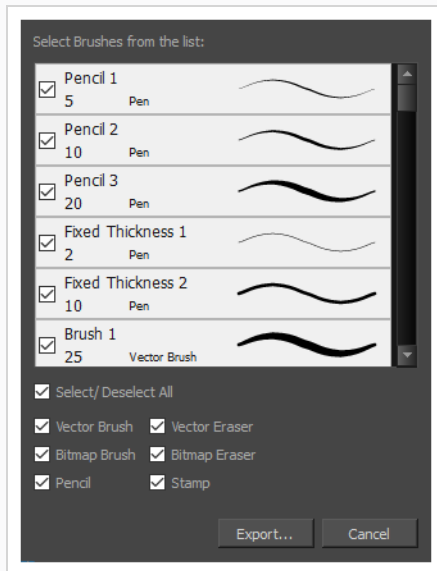 Select Brushes from the list:
Pencil 1
5 Pen
Pencil 2
10 Pen
Pencil 3
20 Pen
Fixed Thickness 1
2 Pen
Fixed Thickness 2
10 Pen
Brush 1
25 Vector Brush
Select/Deselect All
Vector Brush Vector Eraser
Bitmap Brush Bitmap Eraser
Pencil Stamp
Export... Cancel